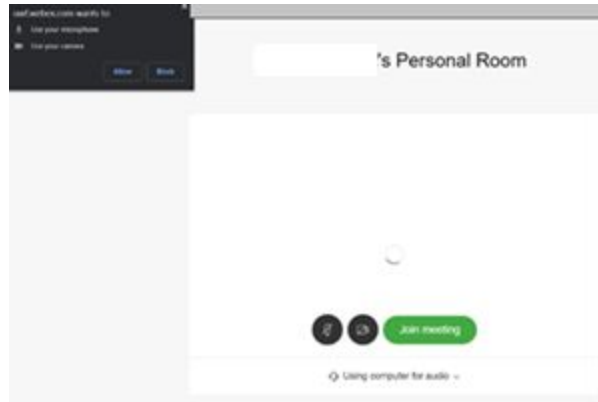 wants to
Use your microphone
Use your camera
Allow Block
's Personal Room
Join meeting
Using computer for audio